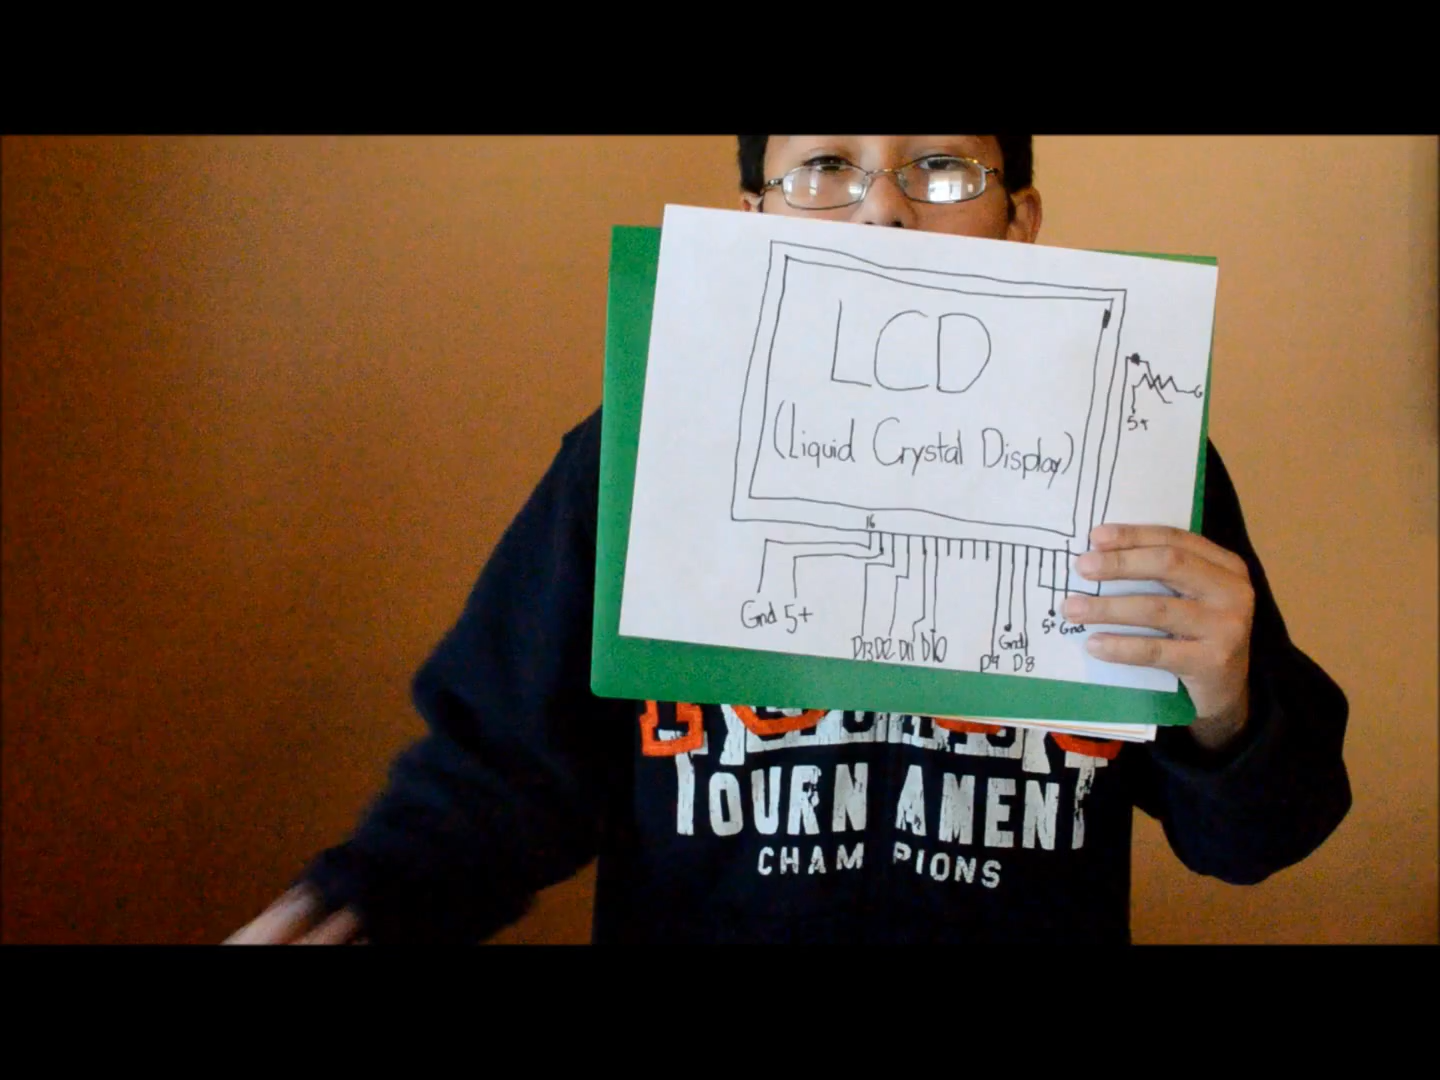 LCD
(Liquid Crystal Display)
5+
16
Gnd 5+
D13 D12 D11 D10
D9 Gnd D8
5+ Gnd
TOURNAMENT
CHAMPIONS